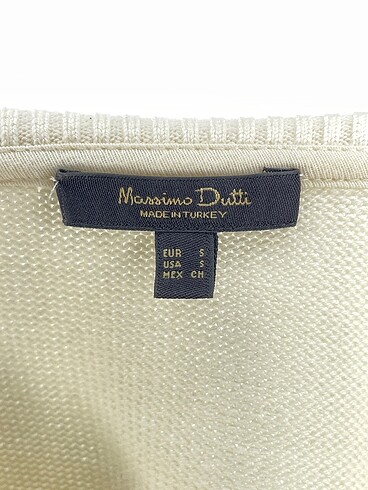 Massimo Dutti
MADE IN TURKEY
EUR S
USA S
MEX CH